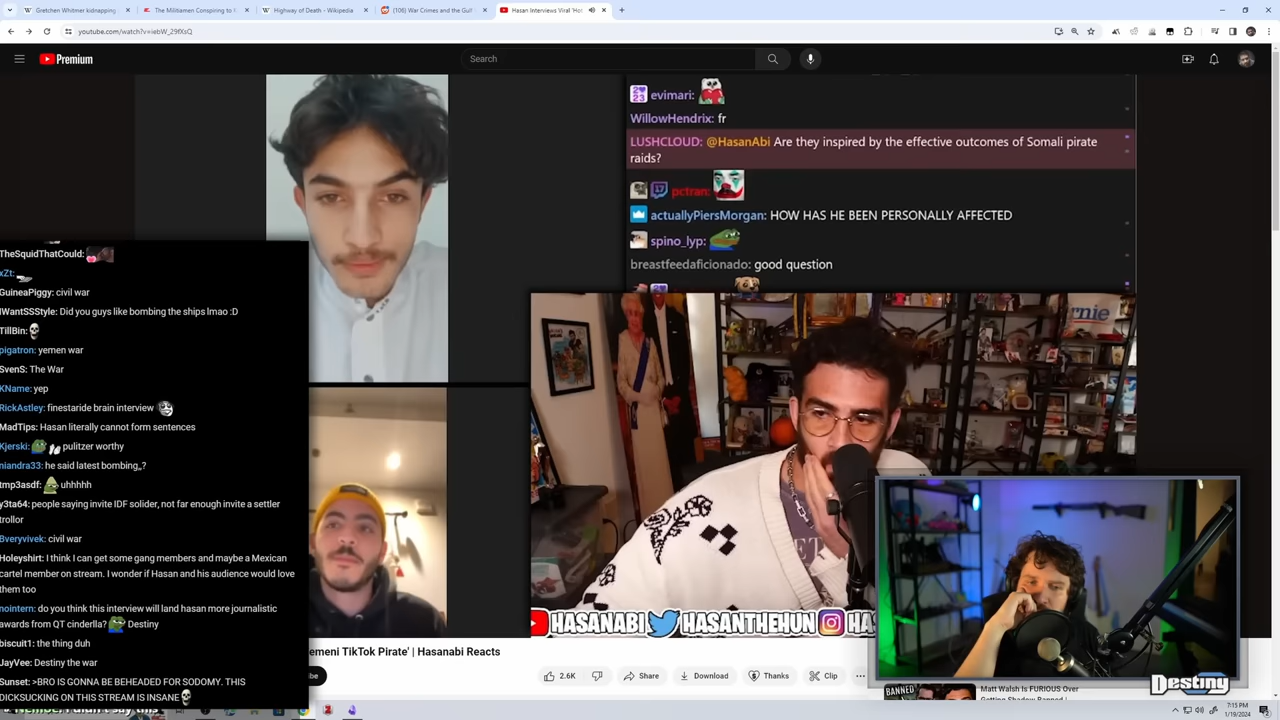 Gretchen Whitmer kidnapping
The Militiamen Conspiring to
Highway of Death - Wikipedia
(106) War Crimes and the Gulf
Hasan Interviews Viral 'Hot
youtube.com/watch?v=iebW_29fXsQ
Premium
Search
evimari:
WillowHendrix: fr
LUSHCLOUD: @HasanAbi Are they inspired by the effective outcomes of Somali pirate
raids?
pctran:
actuallyPiersMorgan: HOW HAS HE BEEN PERSONALLY AFFECTED
spino_lyp:
breastfeedaficionado: good question
TheSquidThatCould:
xZt:
GuineaPiggy: civil war
IWantSSStyle: Did you guys like bombing the ships lmao :D
TillBin:
pigatron: yemen war
SvenS: The War
KName: yep
RickAstley: finestaride brain interview
MadTips: Hasan literally cannot form sentences
Kjerski: pulitzer worthy
niandra33: he said latest bombing,,?
tmp3asdf: uhhhhh
y3ta64: people saying invite IDF solider, not far enough invite a settler
trollor
Bveryvivek: civil war
Holeyshirt: I think I can get some gang members and maybe a Mexican
cartel member on stream. I wonder if Hasan and his audience would love
them too
nointern: do you think this interview will land hasan more journalistic
awards from QT cinderlla? Destiny
biscuit1: the thing duh
JayVee: Destiny the war
Sunset: >BRO IS GONNA BE BEHEADED FOR SODOMY. THIS
DICKSUCKING ON THIS STREAM IS INSANE
HASANABI HASANTHEHUN
emeni TikTok Pirate' | Hasanabi Reacts
2.6K
Share
Download
Thanks
Clip
BANNED
Matt Walsh Is FURIOUS Over
Destiny
7:15 PM
1/19/2024